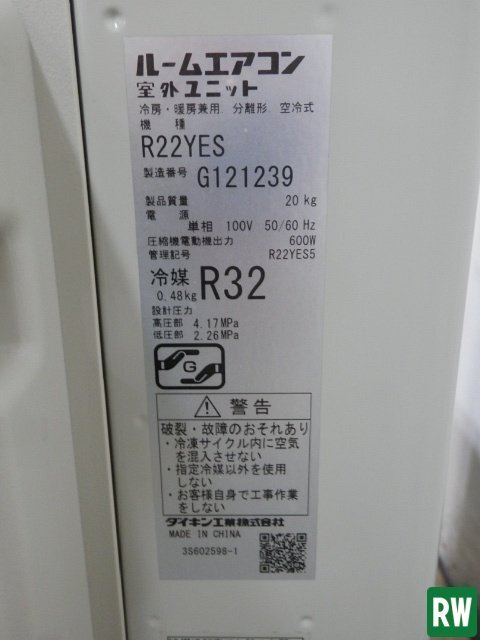 ルームエアコン
室外ユニット
冷房・暖房兼用. 分離形. 空冷式
機 種
R22YES
製造番号 G121239
製品質量 20 kg
電 源
単相 100V 50/60 Hz
圧縮機電動機出力 600W
管理記号 R22YES5
冷媒 R32
0.48kg
設計圧力
高圧部 4.17MPa
低圧部 2.26MPa
G
警告
破裂・故障のおそれあり
・冷凍サイクル内に空気
を混入させない
・指定冷媒以外を使用
しない
・お客様自身で工事作業
をしない
ダイキン工業株式会社
MADE IN CHINA
3S602598-1
RW